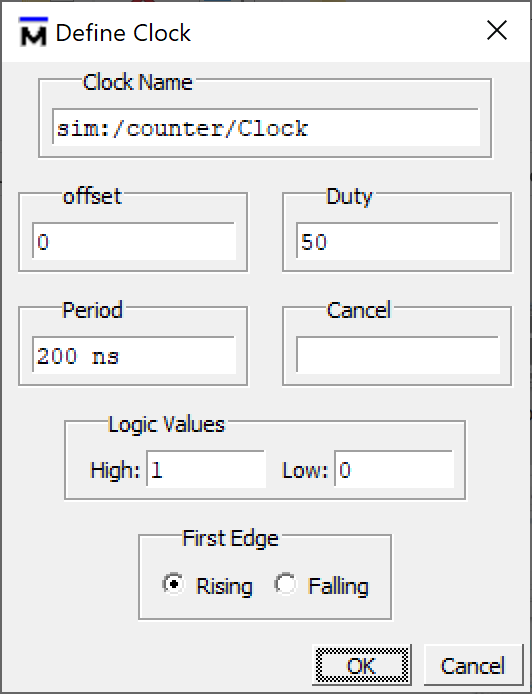 Define Clock
Clock Name
sim:/counter/Clock
offset
Duty
0
50
Period
Cancel
200 ns
Logic Values
High: 1 Low: 0
First Edge
Rising Falling
OK Cancel